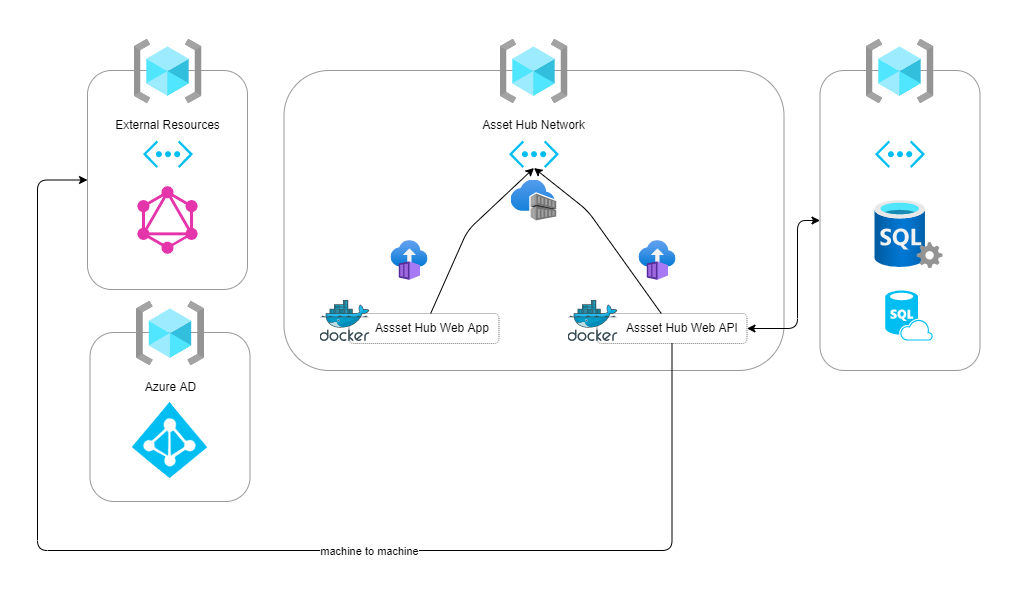 External Resources
Asset Hub Network
SQL
SQL
docker
Assset Hub Web App
docker
Assset Hub Web API
Azure AD
machine to machine